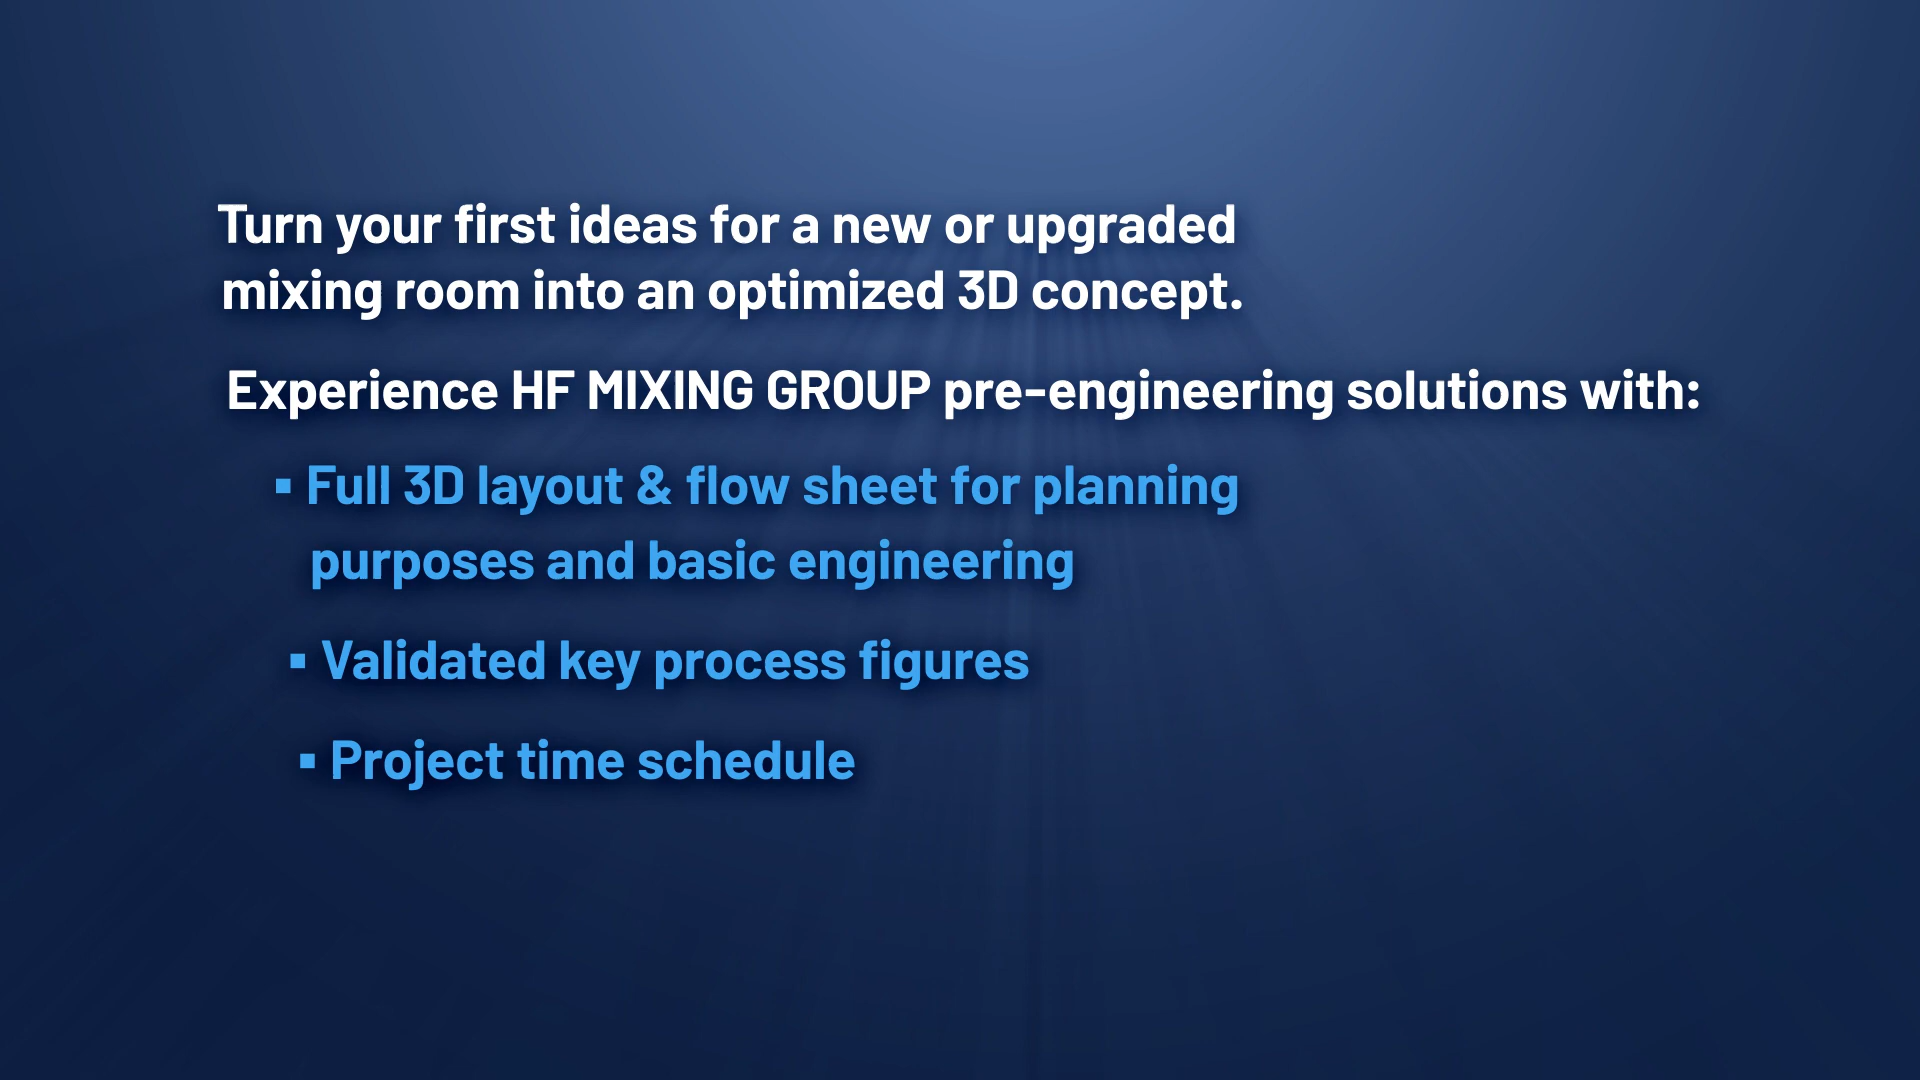 Turn your first ideas for a new or upgraded
mixing room into an optimized 3D concept.
Experience HF MIXING GROUP pre-engineering solutions with:
▪ Full 3D layout & flow sheet for planning
purposes and basic engineering
▪ Validated key process figures
▪ Project time schedule